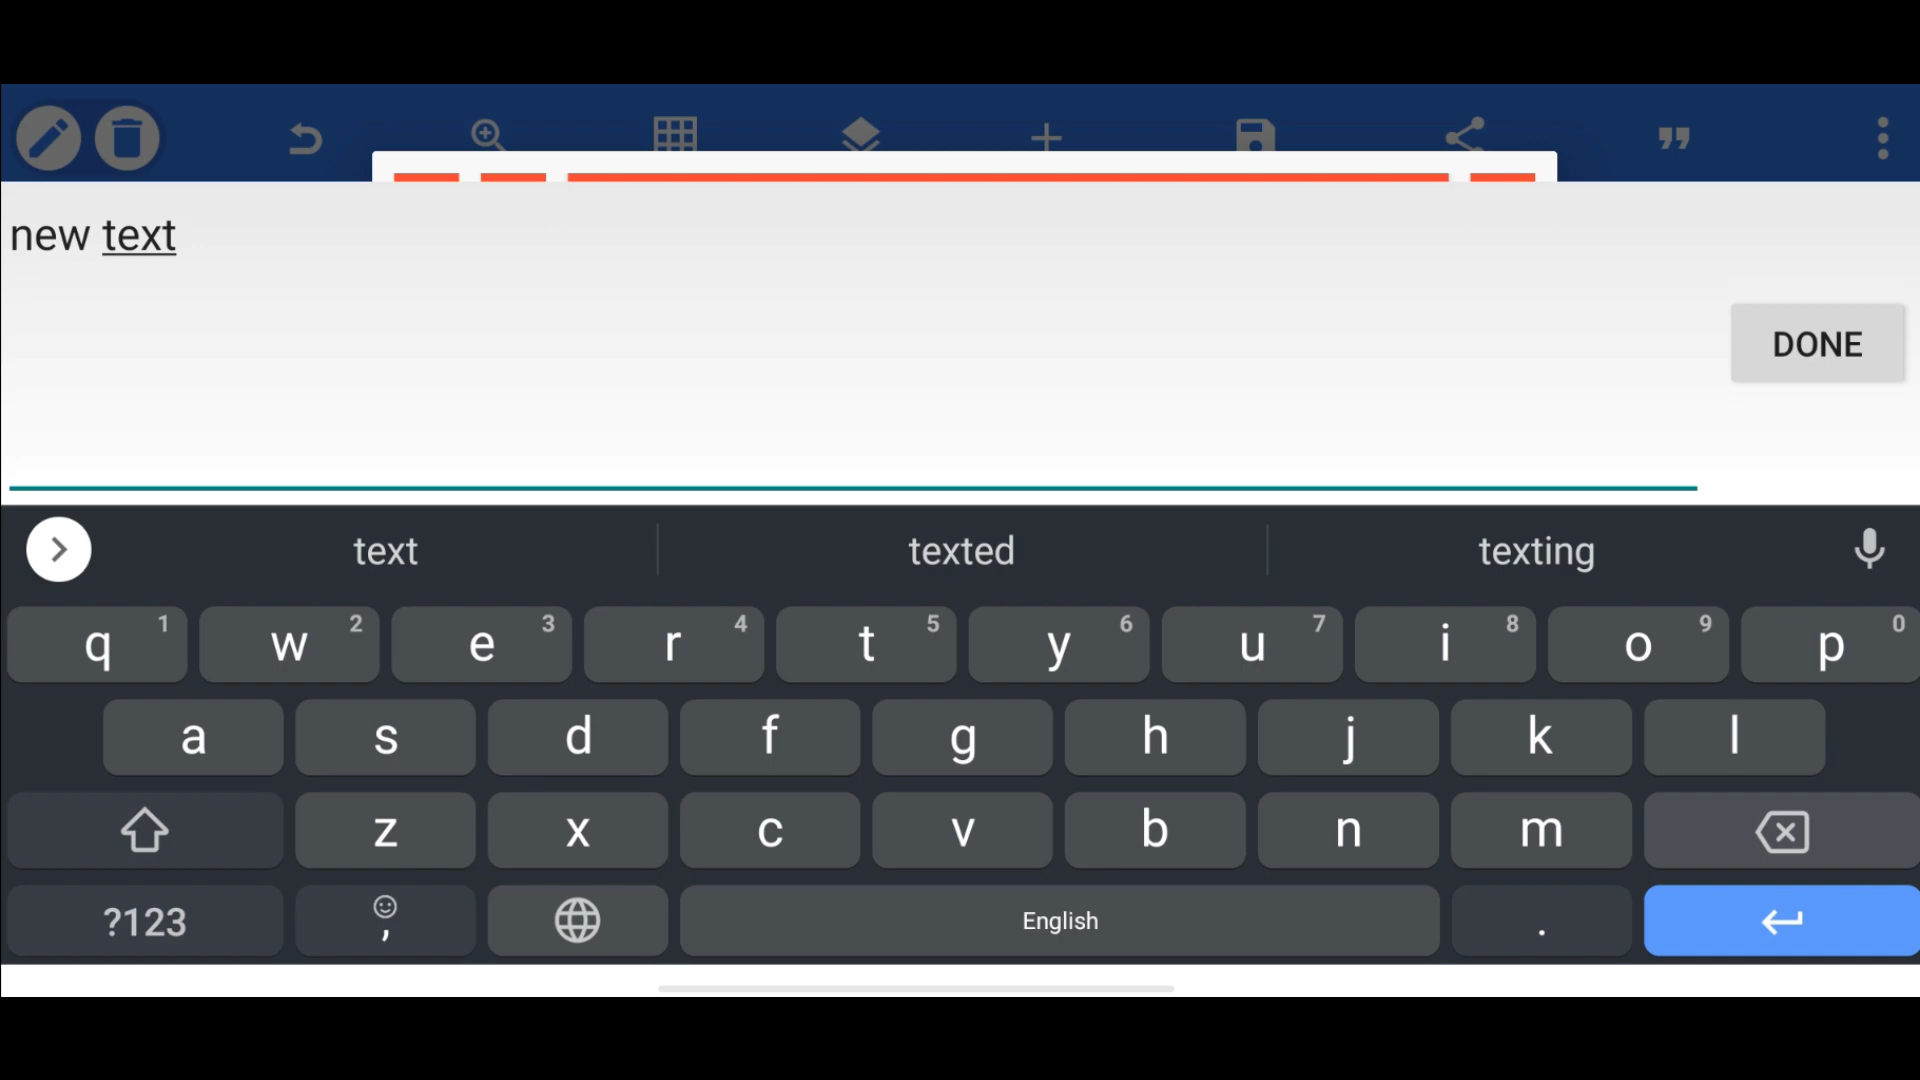 new text
DONE
text texted texting
q 1 w 2 e 3 r 4 t 5 y 6 u 7 i 8 o 9 p 0
a s d f g h j k l
z x c v b n m
?123 , English .